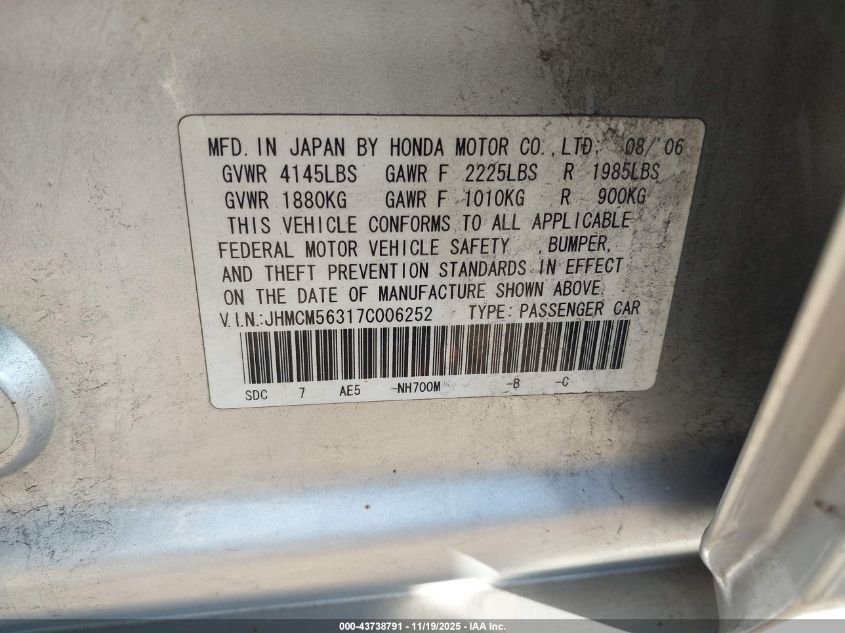 MFD. IN JAPAN BY HONDA MOTOR CO., LTD. 08/'06
GVWR 4145LBS GAWR F 2225LBS R 1985LBS
GVWR 1880KG GAWR F 1010KG R 900KG
THIS VEHICLE CONFORMS TO ALL APPLICABLE
FEDERAL MOTOR VEHICLE SAFETY ,BUMPER,
AND THEFT PREVENTION STANDARDS IN EFFECT
ON THE DATE OF MANUFACTURE SHOWN ABOVE.
V.I.N.:JHMCM56317C006252 TYPE: PASSENGER CAR
SDC 7 AE5 -NH700M -B -C
000-43738791 - 11/19/2025 - IAA Inc.